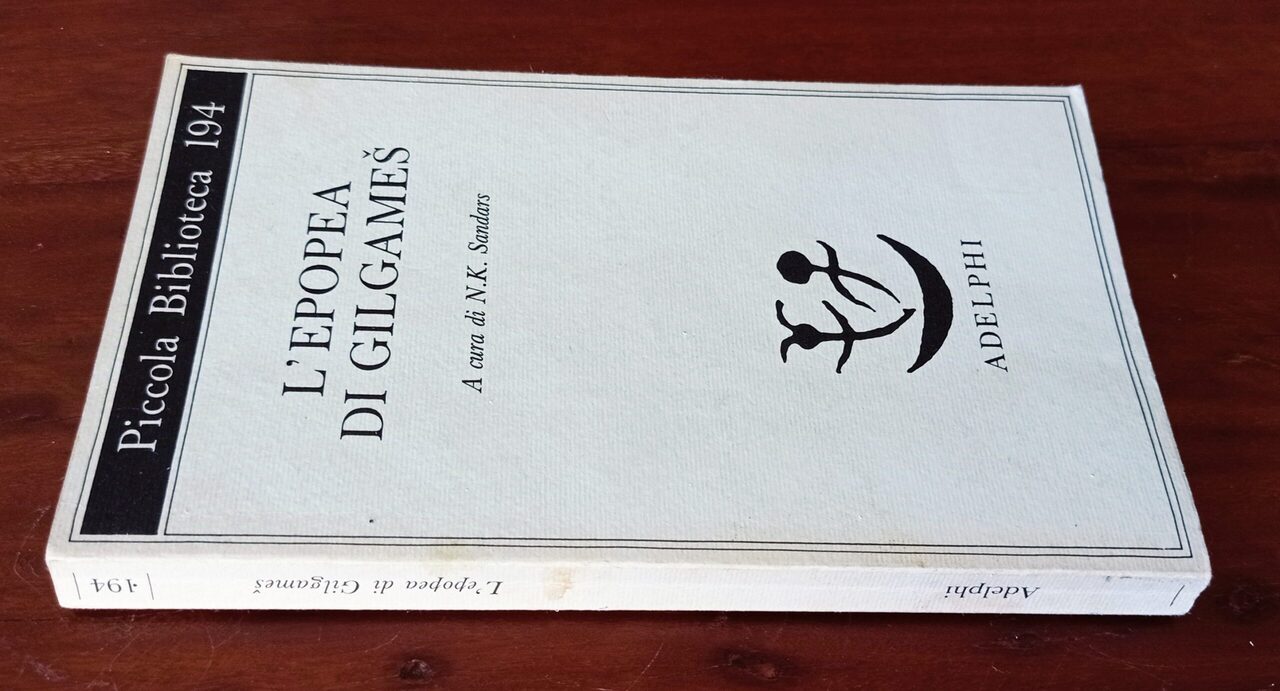 Piccola Biblioteca 194
L'EPOPEA
DI GILGAMEŠ
A cura di N.K. Sandars
ADELPHI
·194·
L'epopea di Gilgameš
Adelphi